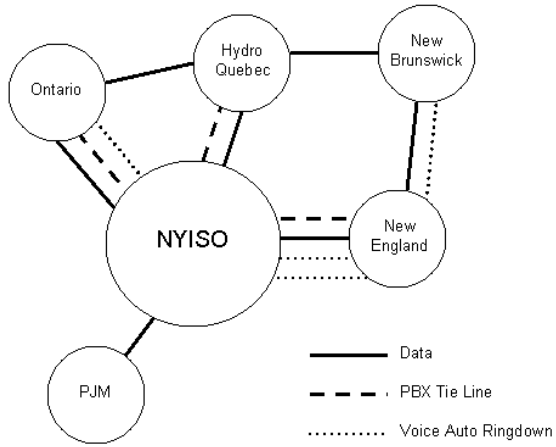 Hydro
Quebec
New
Brunswick
Ontario
NYISO
New
England
PJM
Data
PBX Tie Line
Voice Auto Ringdown